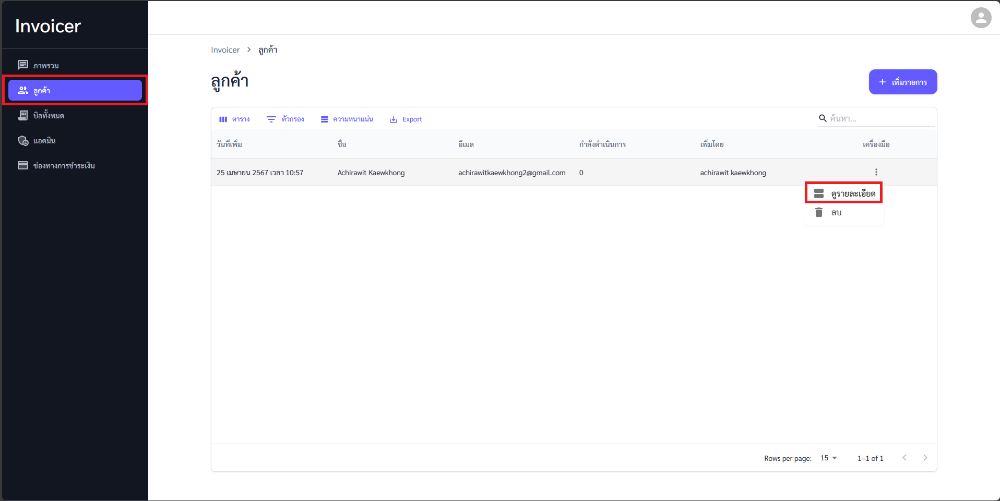 Invoicer
ภาพรวม
ลูกค้า
บิลทั้งหมด
แอดมิน
ช่องทางการชำระเงิน
Invoicer > ลูกค้า
ลูกค้า
+ เพิ่มรายการ
ตาราง ตัวกรอง ความหนาแน่น Export ค้นหา...
วันที่เพิ่ม ชื่อ อีเมล กำลังดำเนินการ เพิ่มโดย เครื่องมือ
25 เมษายน 2567 เวลา 10:57 Achirawit Kaewkhong achirawitkaewkhong2@gmail.com 0 achirawit kaewkhong
ดูรายละเอียด
ลบ
Rows per page: 15 1–1 of 1